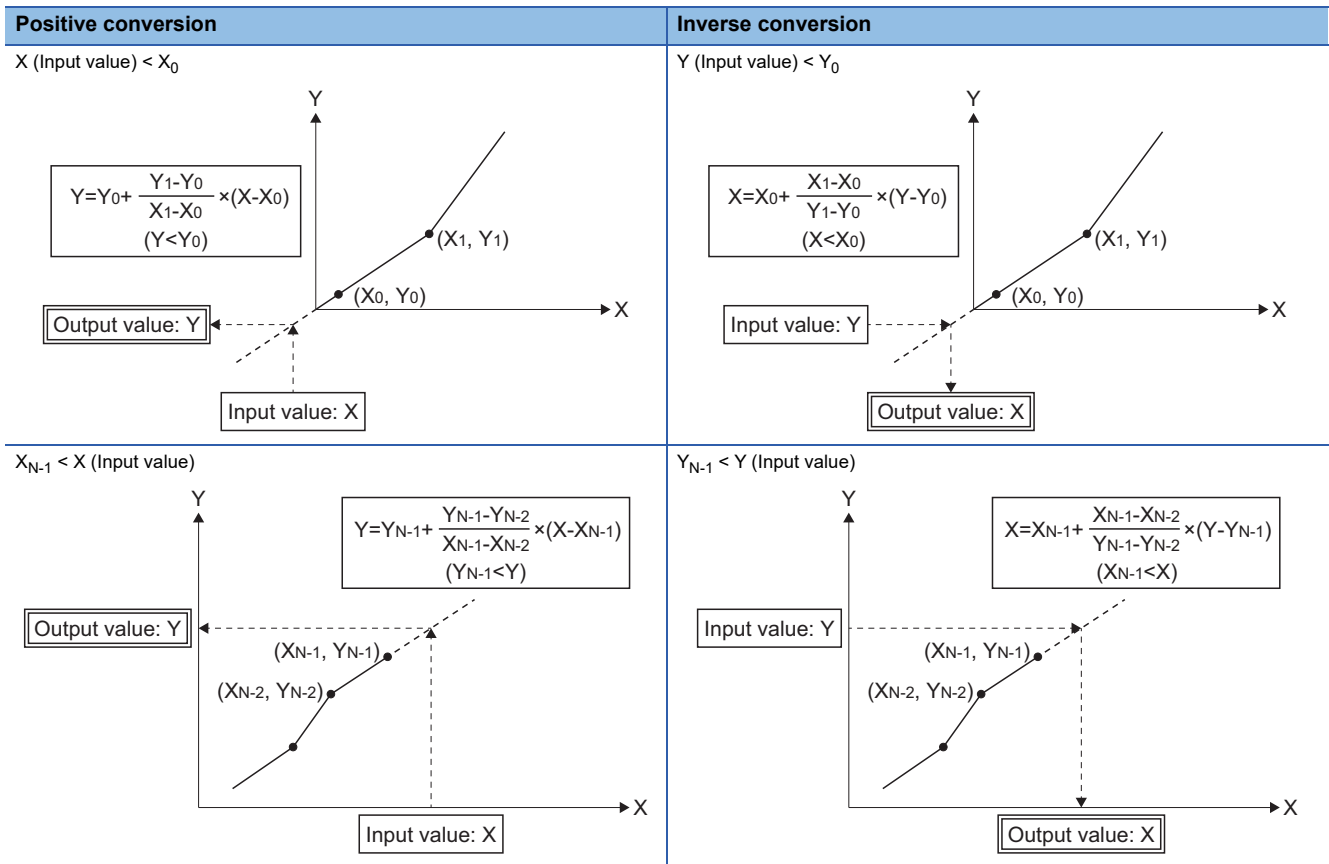 Positive conversion
Inverse conversion
X (Input value) < X0
Y
Y1-Y0
Y=Y0+ ×(X-X0)
X1-X0
(Y<Y0)
(X1, Y1)
(X0, Y0)
X
Output value: Y
Input value: X
Y (Input value) < Y0
Y
X1-X0
X=X0+ ×(Y-Y0)
Y1-Y0
(X<X0)
(X1, Y1)
(X0, Y0)
X
Input value: Y
Output value: X
XN-1 < X (Input value)
Y
YN-1-YN-2
Y=YN-1+ ×(X-XN-1)
XN-1-XN-2
(YN-1<Y)
Output value: Y
(XN-1, YN-1)
(XN-2, YN-2)
X
Input value: X
YN-1 < Y (Input value)
Y
XN-1-XN-2
X=XN-1+ ×(Y-YN-1)
YN-1-YN-2
(XN-1<X)
Input value: Y
(XN-1, YN-1)
(XN-2, YN-2)
X
Output value: X